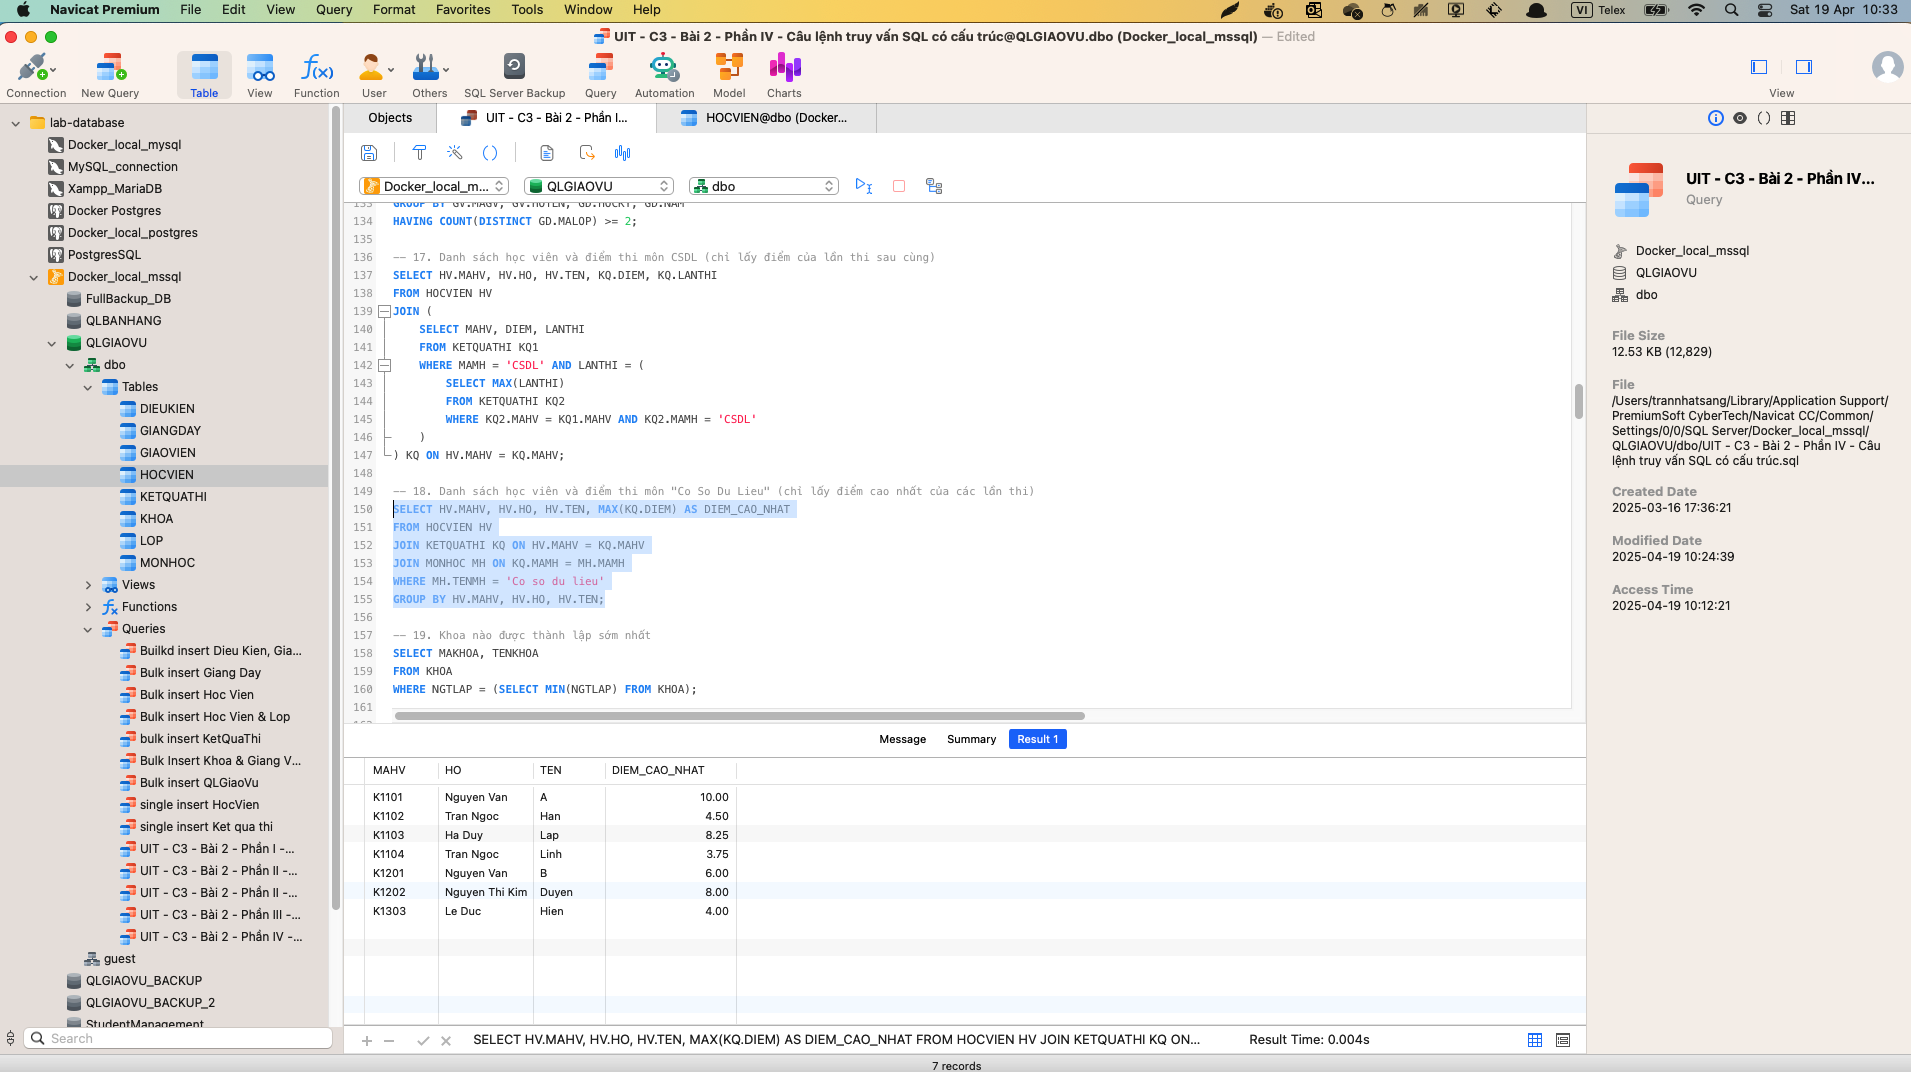 Navicat Premium File Edit View Query Format Favorites Tools Window Help VI Telex Sat 19 Apr 10:33
UIT - C3 - Bài 2 - Phần IV - Câu lệnh truy vấn SQL có cấu trúc@QLGIAOVU.dbo (Docker_local_mssql) — Edited
Connection New Query Table View Function User Others SQL Server Backup Query Automation Model Charts View
lab-database
Docker_local_mysql
MySQL_connection
Xampp_MariaDB
Docker Postgres
Docker_local_postgres
PostgresSQL
Docker_local_mssql
FullBackup_DB
QLBANHANG
QLGIAOVU
dbo
Tables
DIEUKIEN
GIANGDAY
GIAOVIEN
HOCVIEN
KETQUATHI
KHOA
LOP
MONHOC
Views
Functions
Queries
Builkd insert Dieu Kien, Gia...
Bulk insert Giang Day
Bulk insert Hoc Vien
Bulk insert Hoc Vien & Lop
bulk insert KetQuaThi
Bulk Insert Khoa & Giang V...
Bulk insert QLGiaoVu
single insert HocVien
single insert Ket qua thi
UIT - C3 - Bài 2 - Phần I -...
UIT - C3 - Bài 2 - Phần II -...
UIT - C3 - Bài 2 - Phần II -...
UIT - C3 - Bài 2 - Phần III -...
UIT - C3 - Bài 2 - Phần IV -...
guest
QLGIAOVU_BACKUP
QLGIAOVU_BACKUP_2
StudentManagement
Search
Objects UIT - C3 - Bài 2 - Phần I... HOCVIEN@dbo (Docker...
Docker_local_m... QLGIAOVU dbo
133 GROUP BY GV.MAGV, GV.HOTEN, GD.HOCKY, GD.NAM
134 HAVING COUNT(DISTINCT GD.MALOP) >= 2;
135
136 -- 17. Danh sách học viên và điểm thi môn CSDL (chỉ lấy điểm của lần thi sau cùng)
137 SELECT HV.MAHV, HV.HO, HV.TEN, KQ.DIEM, KQ.LANTHI
138 FROM HOCVIEN HV
139 JOIN (
140 SELECT MAHV, DIEM, LANTHI
141 FROM KETQUATHI KQ1
142 WHERE MAMH = 'CSDL' AND LANTHI = (
143 SELECT MAX(LANTHI)
144 FROM KETQUATHI KQ2
145 WHERE KQ2.MAHV = KQ1.MAHV AND KQ2.MAMH = 'CSDL'
146 )
147 ) KQ ON HV.MAHV = KQ.MAHV;
148
149 -- 18. Danh sách học viên và điểm thi môn "Co So Du Lieu" (chỉ lấy điểm cao nhất của các lần thi)
150 SELECT HV.MAHV, HV.HO, HV.TEN, MAX(KQ.DIEM) AS DIEM_CAO_NHAT
151 FROM HOCVIEN HV
152 JOIN KETQUATHI KQ ON HV.MAHV = KQ.MAHV
153 JOIN MONHOC MH ON KQ.MAMH = MH.MAMH
154 WHERE MH.TENMH = 'Co so du lieu'
155 GROUP BY HV.MAHV, HV.HO, HV.TEN;
156
157 -- 19. Khoa nào được thành lập sớm nhất
158 SELECT MAKHOA, TENKHOA
159 FROM KHOA
160 WHERE NGTLAP = (SELECT MIN(NGTLAP) FROM KHOA);
161
Message Summary Result 1
MAHV HO TEN DIEM_CAO_NHAT
K1101 Nguyen Van A 10.00
K1102 Tran Ngoc Han 4.50
K1103 Ha Duy Lap 8.25
K1104 Tran Ngoc Linh 3.75
K1201 Nguyen Van B 6.00
K1202 Nguyen Thi Kim Duyen 8.00
K1303 Le Duc Hien 4.00
SELECT HV.MAHV, HV.HO, HV.TEN, MAX(KQ.DIEM) AS DIEM_CAO_NHAT FROM HOCVIEN HV JOIN KETQUATHI KQ ON... Result Time: 0.004s
7 records
UIT - C3 - Bài 2 - Phần IV...
Query
Docker_local_mssql
QLGIAOVU
dbo
File Size
12.53 KB (12,829)
File
/Users/trannhatsang/Library/Application Support/
PremiumSoft CyberTech/Navicat CC/Common/
Settings/0/0/SQL Server/Docker_local_mssql/
QLGIAOVU/dbo/UIT - C3 - Bài 2 - Phần IV - Câu
lệnh truy vấn SQL có cấu trúc.sql
Created Date
2025-03-16 17:36:21
Modified Date
2025-04-19 10:24:39
Access Time
2025-04-19 10:12:21